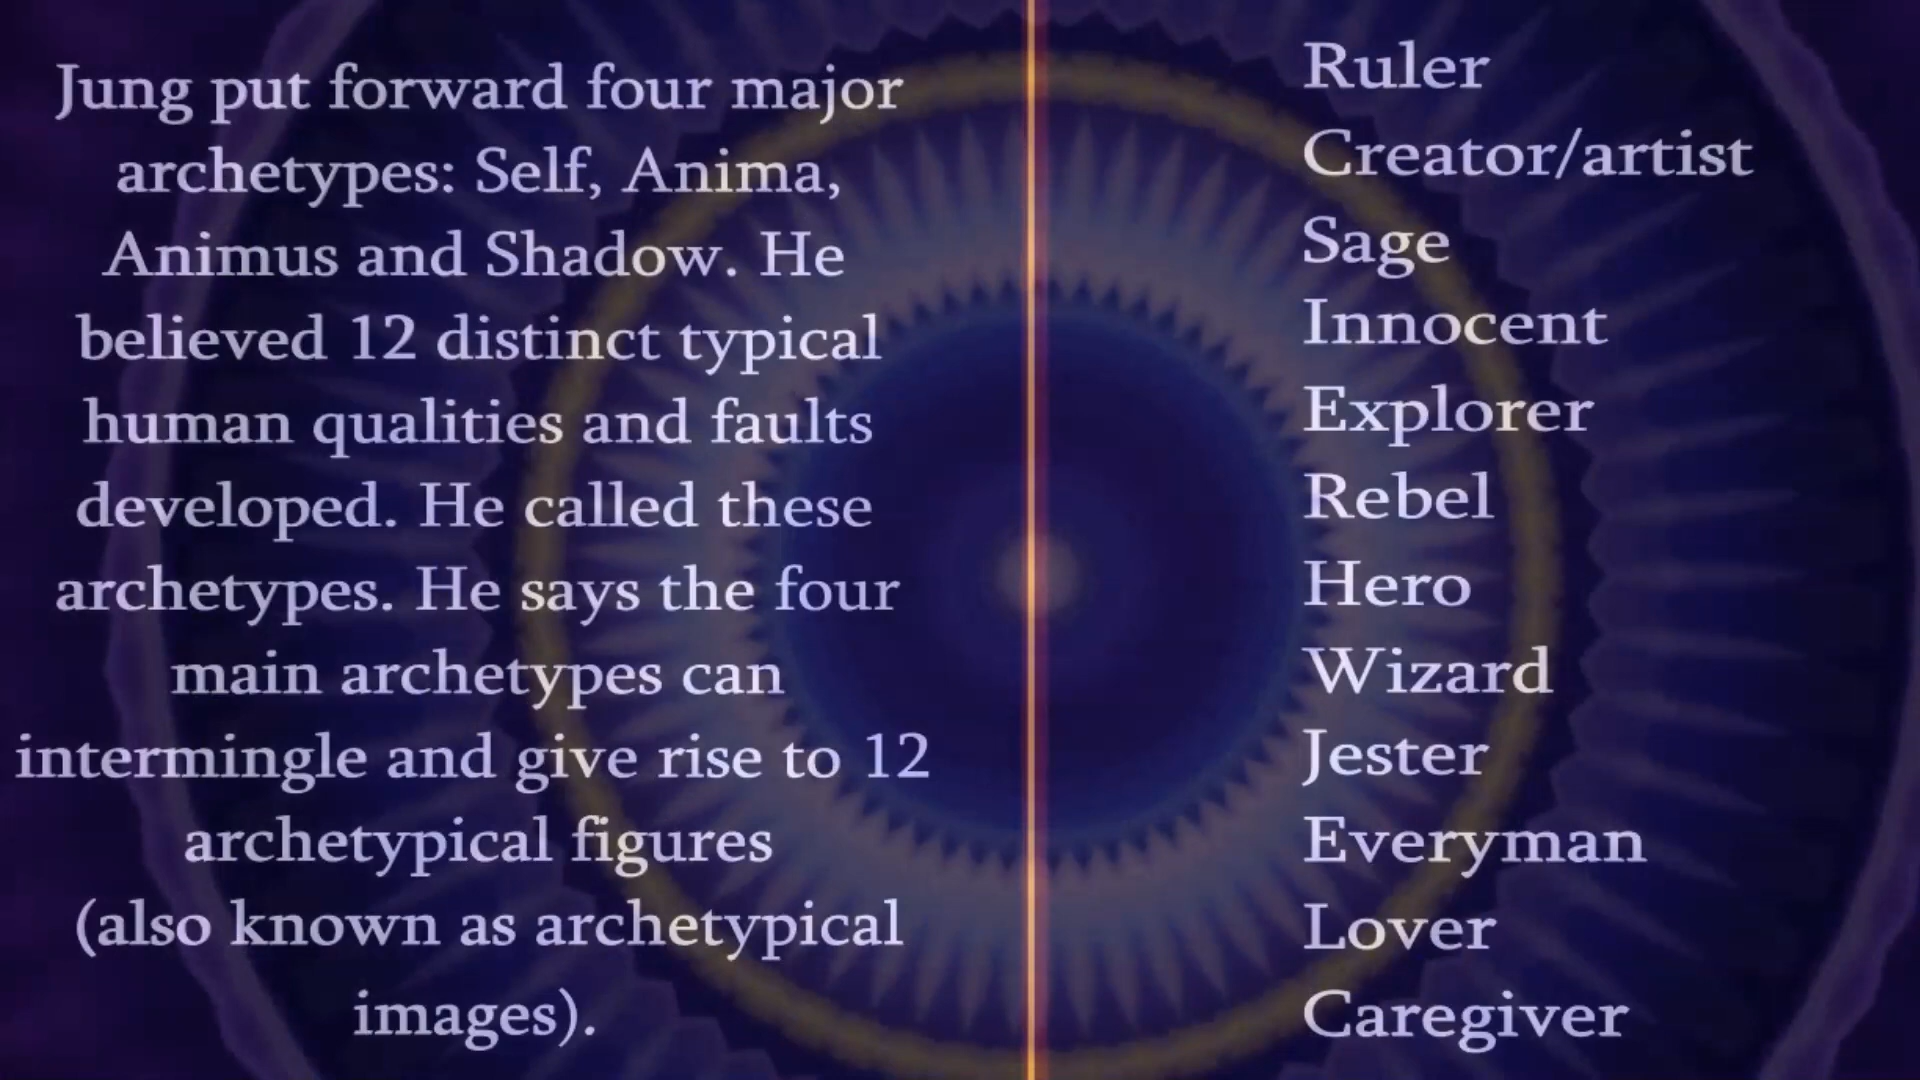 Jung put forward four major
archetypes: Self, Anima,
Animus and Shadow. He
believed 12 distinct typical
human qualities and faults
developed. He called these
archetypes. He says the four
main archetypes can
intermingle and give rise to 12
archetypical figures
(also known as archetypical
images).
Ruler
Creator/artist
Sage
Innocent
Explorer
Rebel
Hero
Wizard
Jester
Everyman
Lover
Caregiver